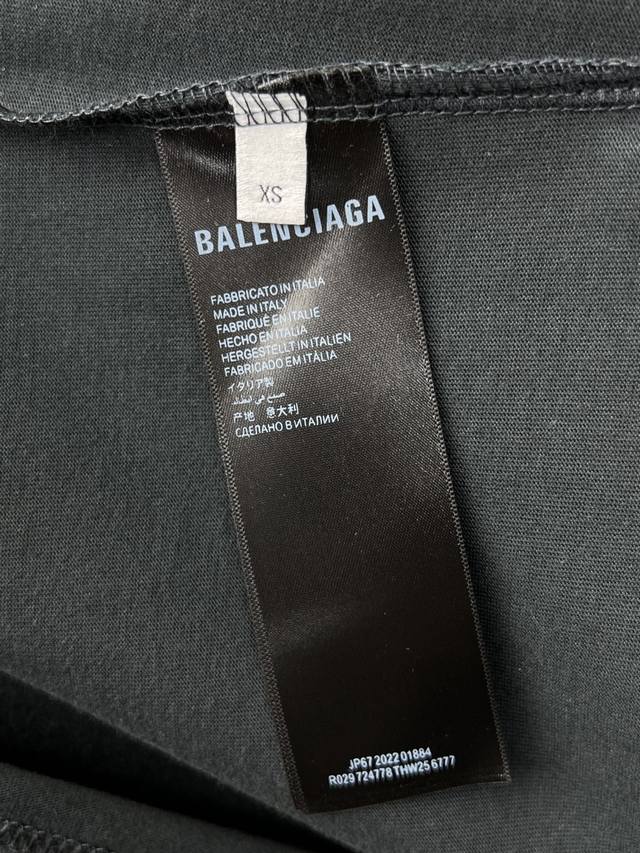 XS
BALENCIAGA
FABBRICATO IN ITALIA
MADE IN ITALY
FABRIQUÉ EN ITALIE
HECHO EN ITALIA
HERGESTELLT IN ITALIEN
FABRICADO EM ITÀLIA
イタリア製
صنع في ايطاليا
产地 意大利
СДЕЛАНО В ИТАЛИИ
JP67 2022 01884
R029 724778 THW25 6177